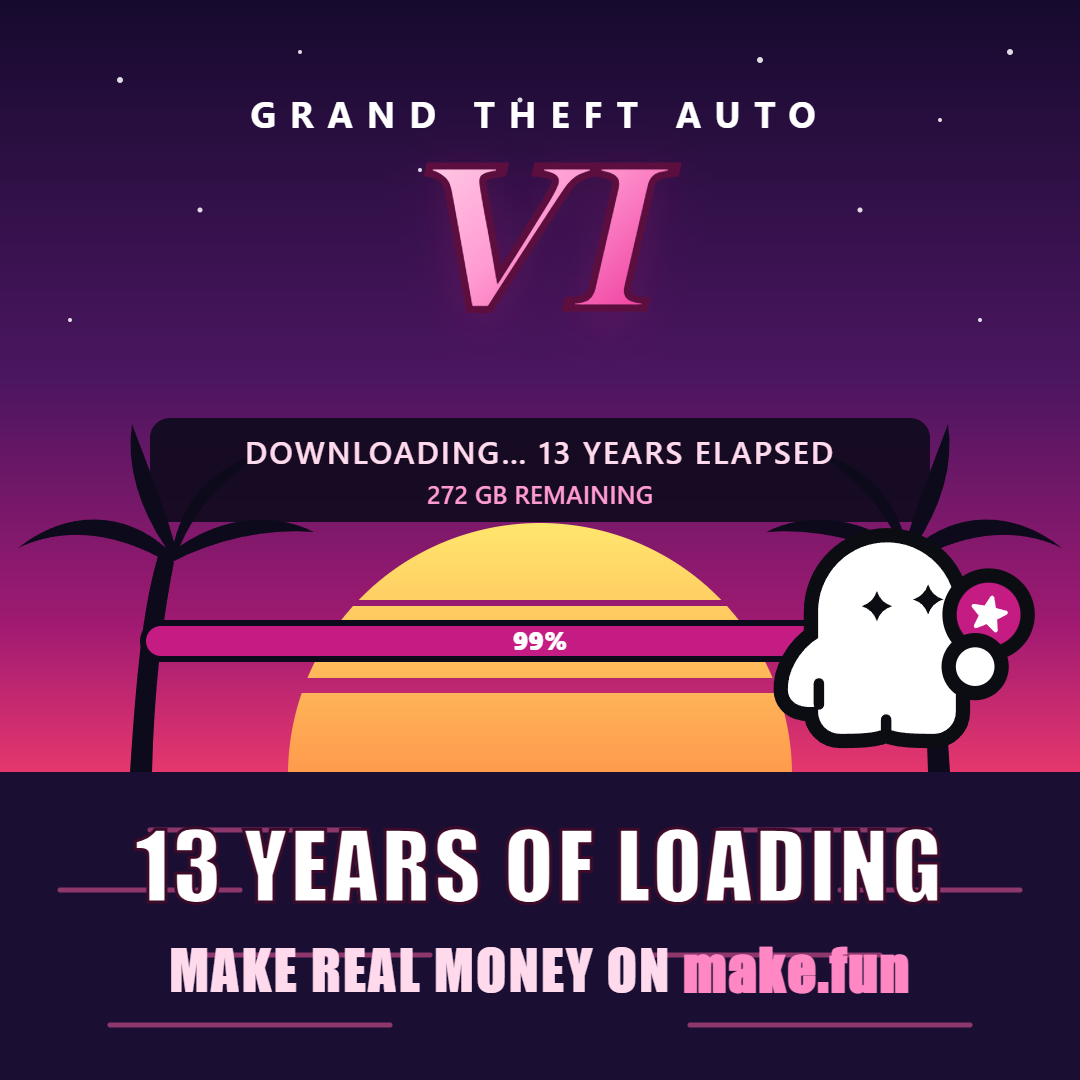 GRAND THEFT AUTO
VI
DOWNLOADING... 13 YEARS ELAPSED
272 GB REMAINING
99%
13 YEARS OF LOADING
MAKE REAL MONEY ON make.fun